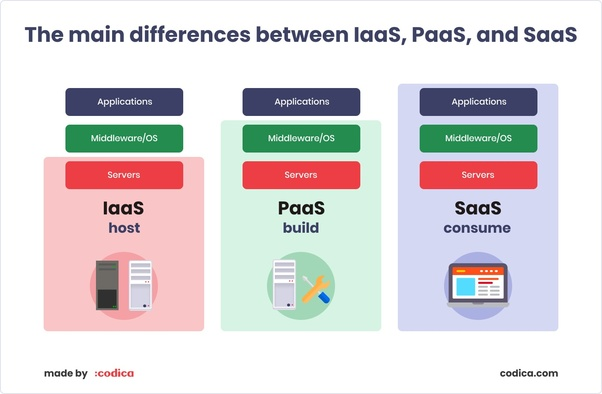 The main differences between IaaS, PaaS, and SaaS
Applications
Middleware/OS
Servers
IaaS
host
Applications
Middleware/OS
Servers
PaaS
build
Applications
Middleware/OS
Servers
SaaS
consume
made by :codica
codica.com